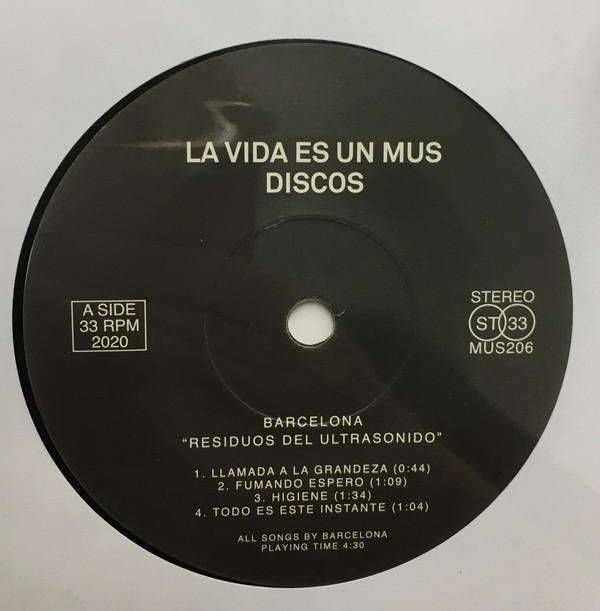 LA VIDA ES UN MUS
DISCOS
A SIDE
33 RPM
2020
STEREO
ST 33
MUS206
BARCELONA
"RESIDUOS DEL ULTRASONIDO"
1. LLAMADA A LA GRANDEZA (0:44)
2. FUMANDO ESPERO (1:09)
3. HIGIENE (1:34)
4. TODO ES ESTE INSTANTE (1:04)
ALL SONGS BY BARCELONA
PLAYING TIME 4:30